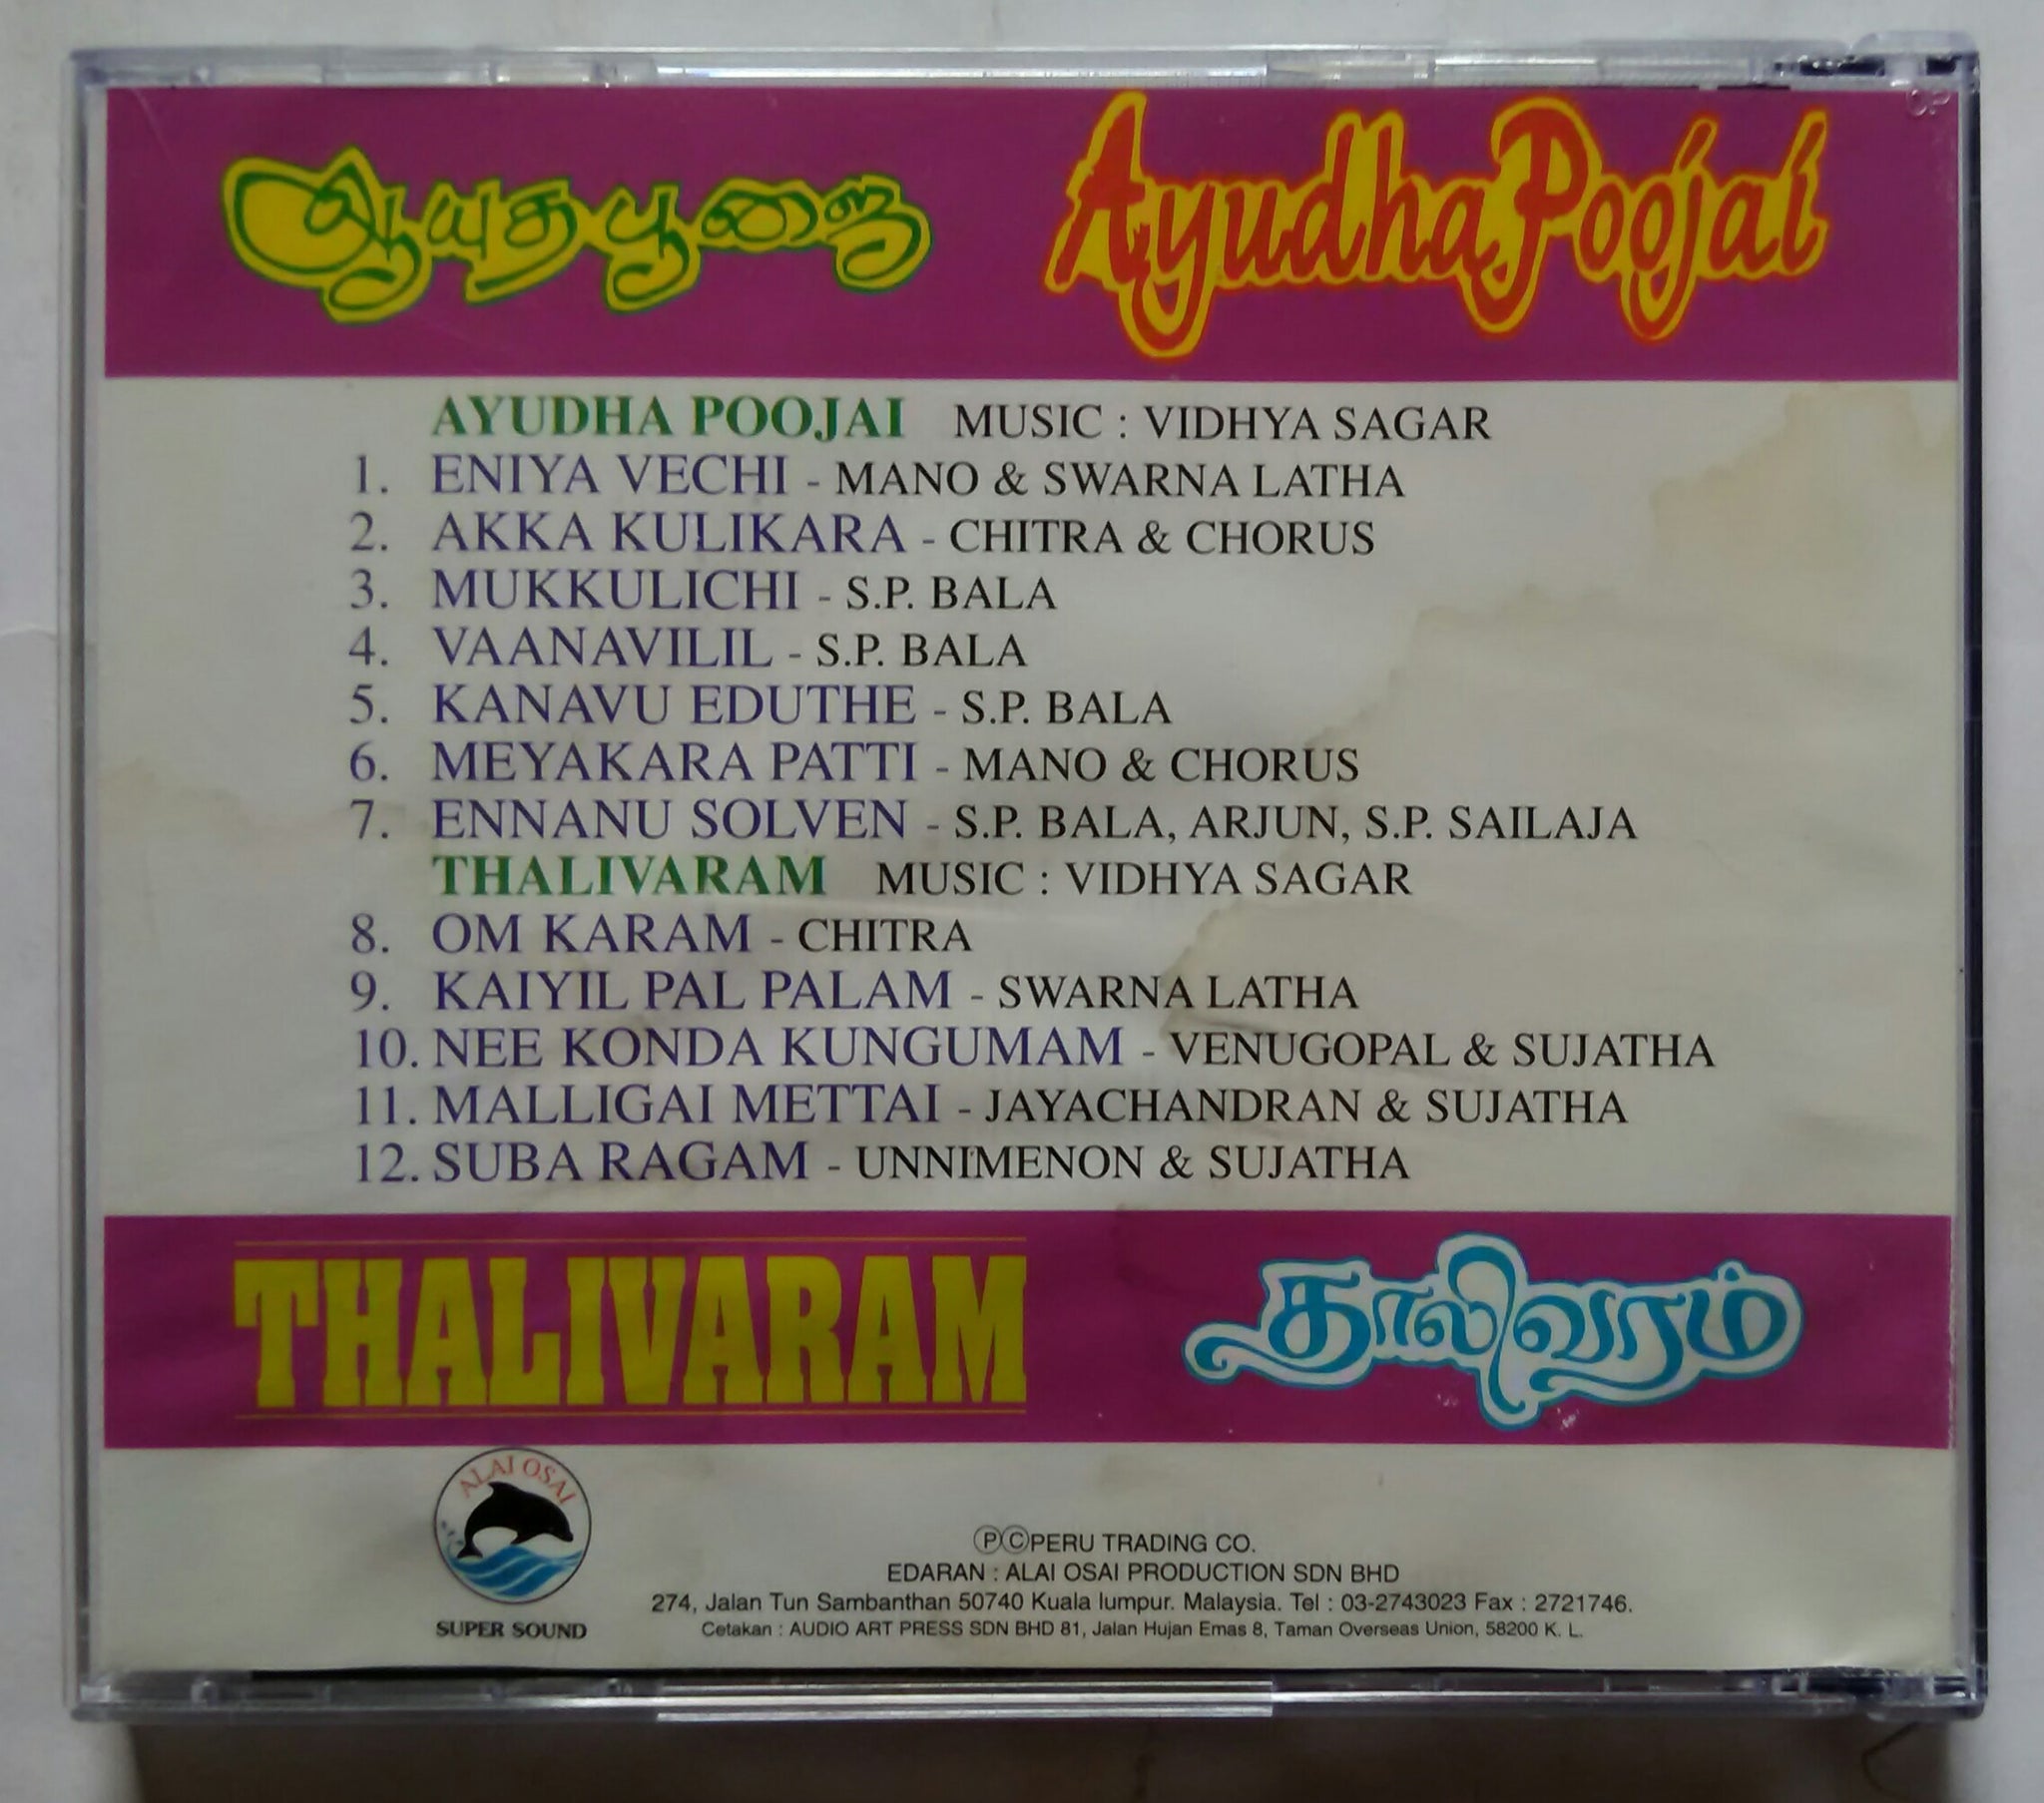 ஆயுத பூஜை AyudhaPoojai
AYUDHA POOJAI MUSIC : VIDHYA SAGAR
1. ENIYA VECHI - MANO & SWARNA LATHA
2. AKKA KULIKARA - CHITRA & CHORUS
3. MUKKULICHI - S.P. BALA
4. VAANAVILIL - S.P. BALA
5. KANAVU EDUTHE - S.P. BALA
6. MEYAKARA PATTI - MANO & CHORUS
7. ENNANU SOLVEN - S.P. BALA, ARJUN, S.P. SAILAJA
THALIVARAM MUSIC : VIDHYA SAGAR
8. OM KARAM - CHITRA
9. KAIYIL PAL PALAM - SWARNA LATHA
10. NEE KONDA KUNGUMAM - VENUGOPAL & SUJATHA
11. MALLIGAI METTAI - JAYACHANDRAN & SUJATHA
12. SUBA RAGAM - UNNIMENON & SUJATHA
THALIVARAM தாலிவரம்
ALAI OSAI
SUPER SOUND
ⓅⒸPERU TRADING CO.
EDARAN : ALAI OSAI PRODUCTION SDN BHD
274, Jalan Tun Sambanthan 50740 Kuala lumpur. Malaysia. Tel : 03-2743023 Fax : 2721746.
Cetakan : AUDIO ART PRESS SDN BHD 81, Jalan Hujan Emas 8, Taman Overseas Union, 58200 K. L.